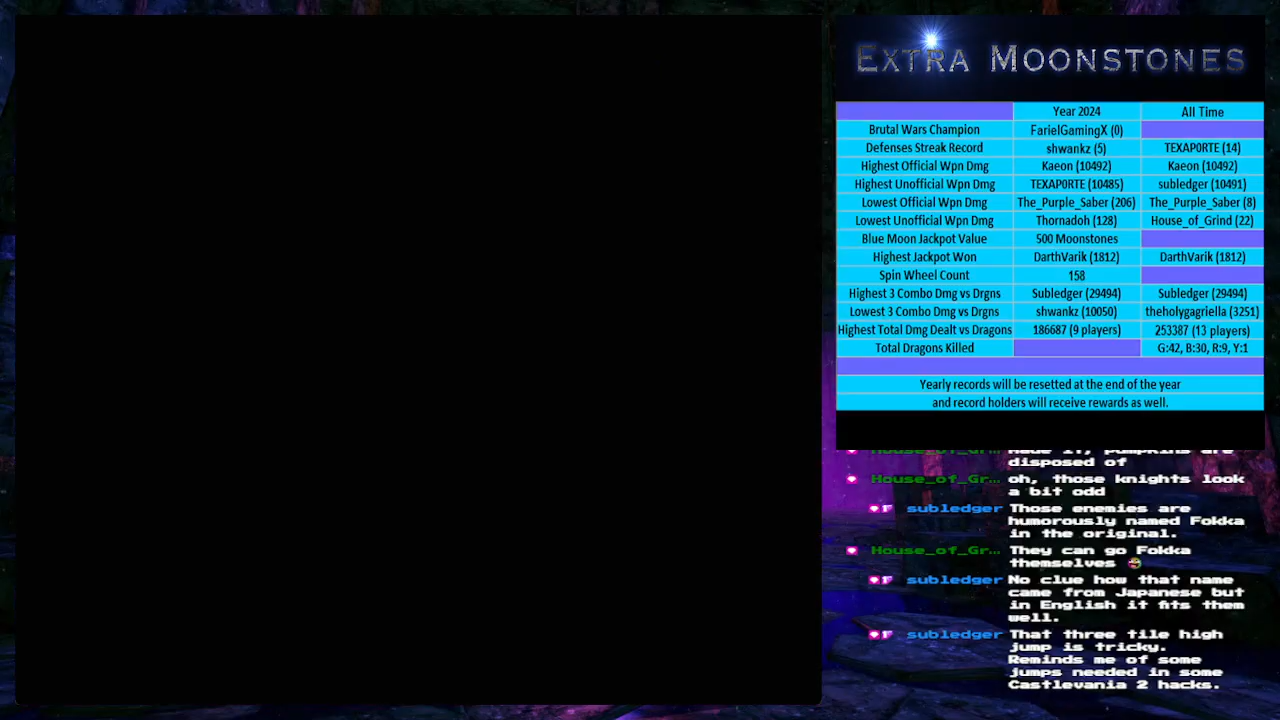 EXTRA MOONSTONES
Year 2024 All Time
Brutal Wars Champion FarielGamingX (0)
Defenses Streak Record shwankz (5) TEXAP0RTE (14)
Highest Official Wpn Dmg Kaeon (10492) Kaeon (10492)
Highest Unofficial Wpn Dmg TEXAP0RTE (10485) subledger (10491)
Lowest Official Wpn Dmg The_Purple_Saber (206) The_Purple_Saber (8)
Lowest Unofficial Wpn Dmg Thornadoh (128) House_of_Grind (22)
Blue Moon Jackpot Value 500 Moonstones
Highest Jackpot Won DarthVarik (1812) DarthVarik (1812)
Spin Wheel Count 158
Highest 3 Combo Dmg vs Drgns Subledger (29494) Subledger (29494)
Lowest 3 Combo Dmg vs Drgns shwankz (10050) theholygagriella (3251)
Highest Total Dmg Dealt vs Dragons 186687 (9 players) 253387 (13 players)
Total Dragons Killed G:42, B:30, R:9, Y:1
Yearly records will be resetted at the end of the year
and record holders will receive rewards as well.
House_of_Gr... Made it, pumpkins are
disposed of
House_of_Gr... oh, those knights look
a bit odd
subledger Those enemies are
humorously named Fokka
in the original.
House_of_Gr... They can go Fokka
themselves
subledger No clue how that name
came from Japanese but
in English it fits them
well.
subledger That three tile high
jump is tricky.
Reminds me of some
jumps needed in some
Castlevania 2 hacks.